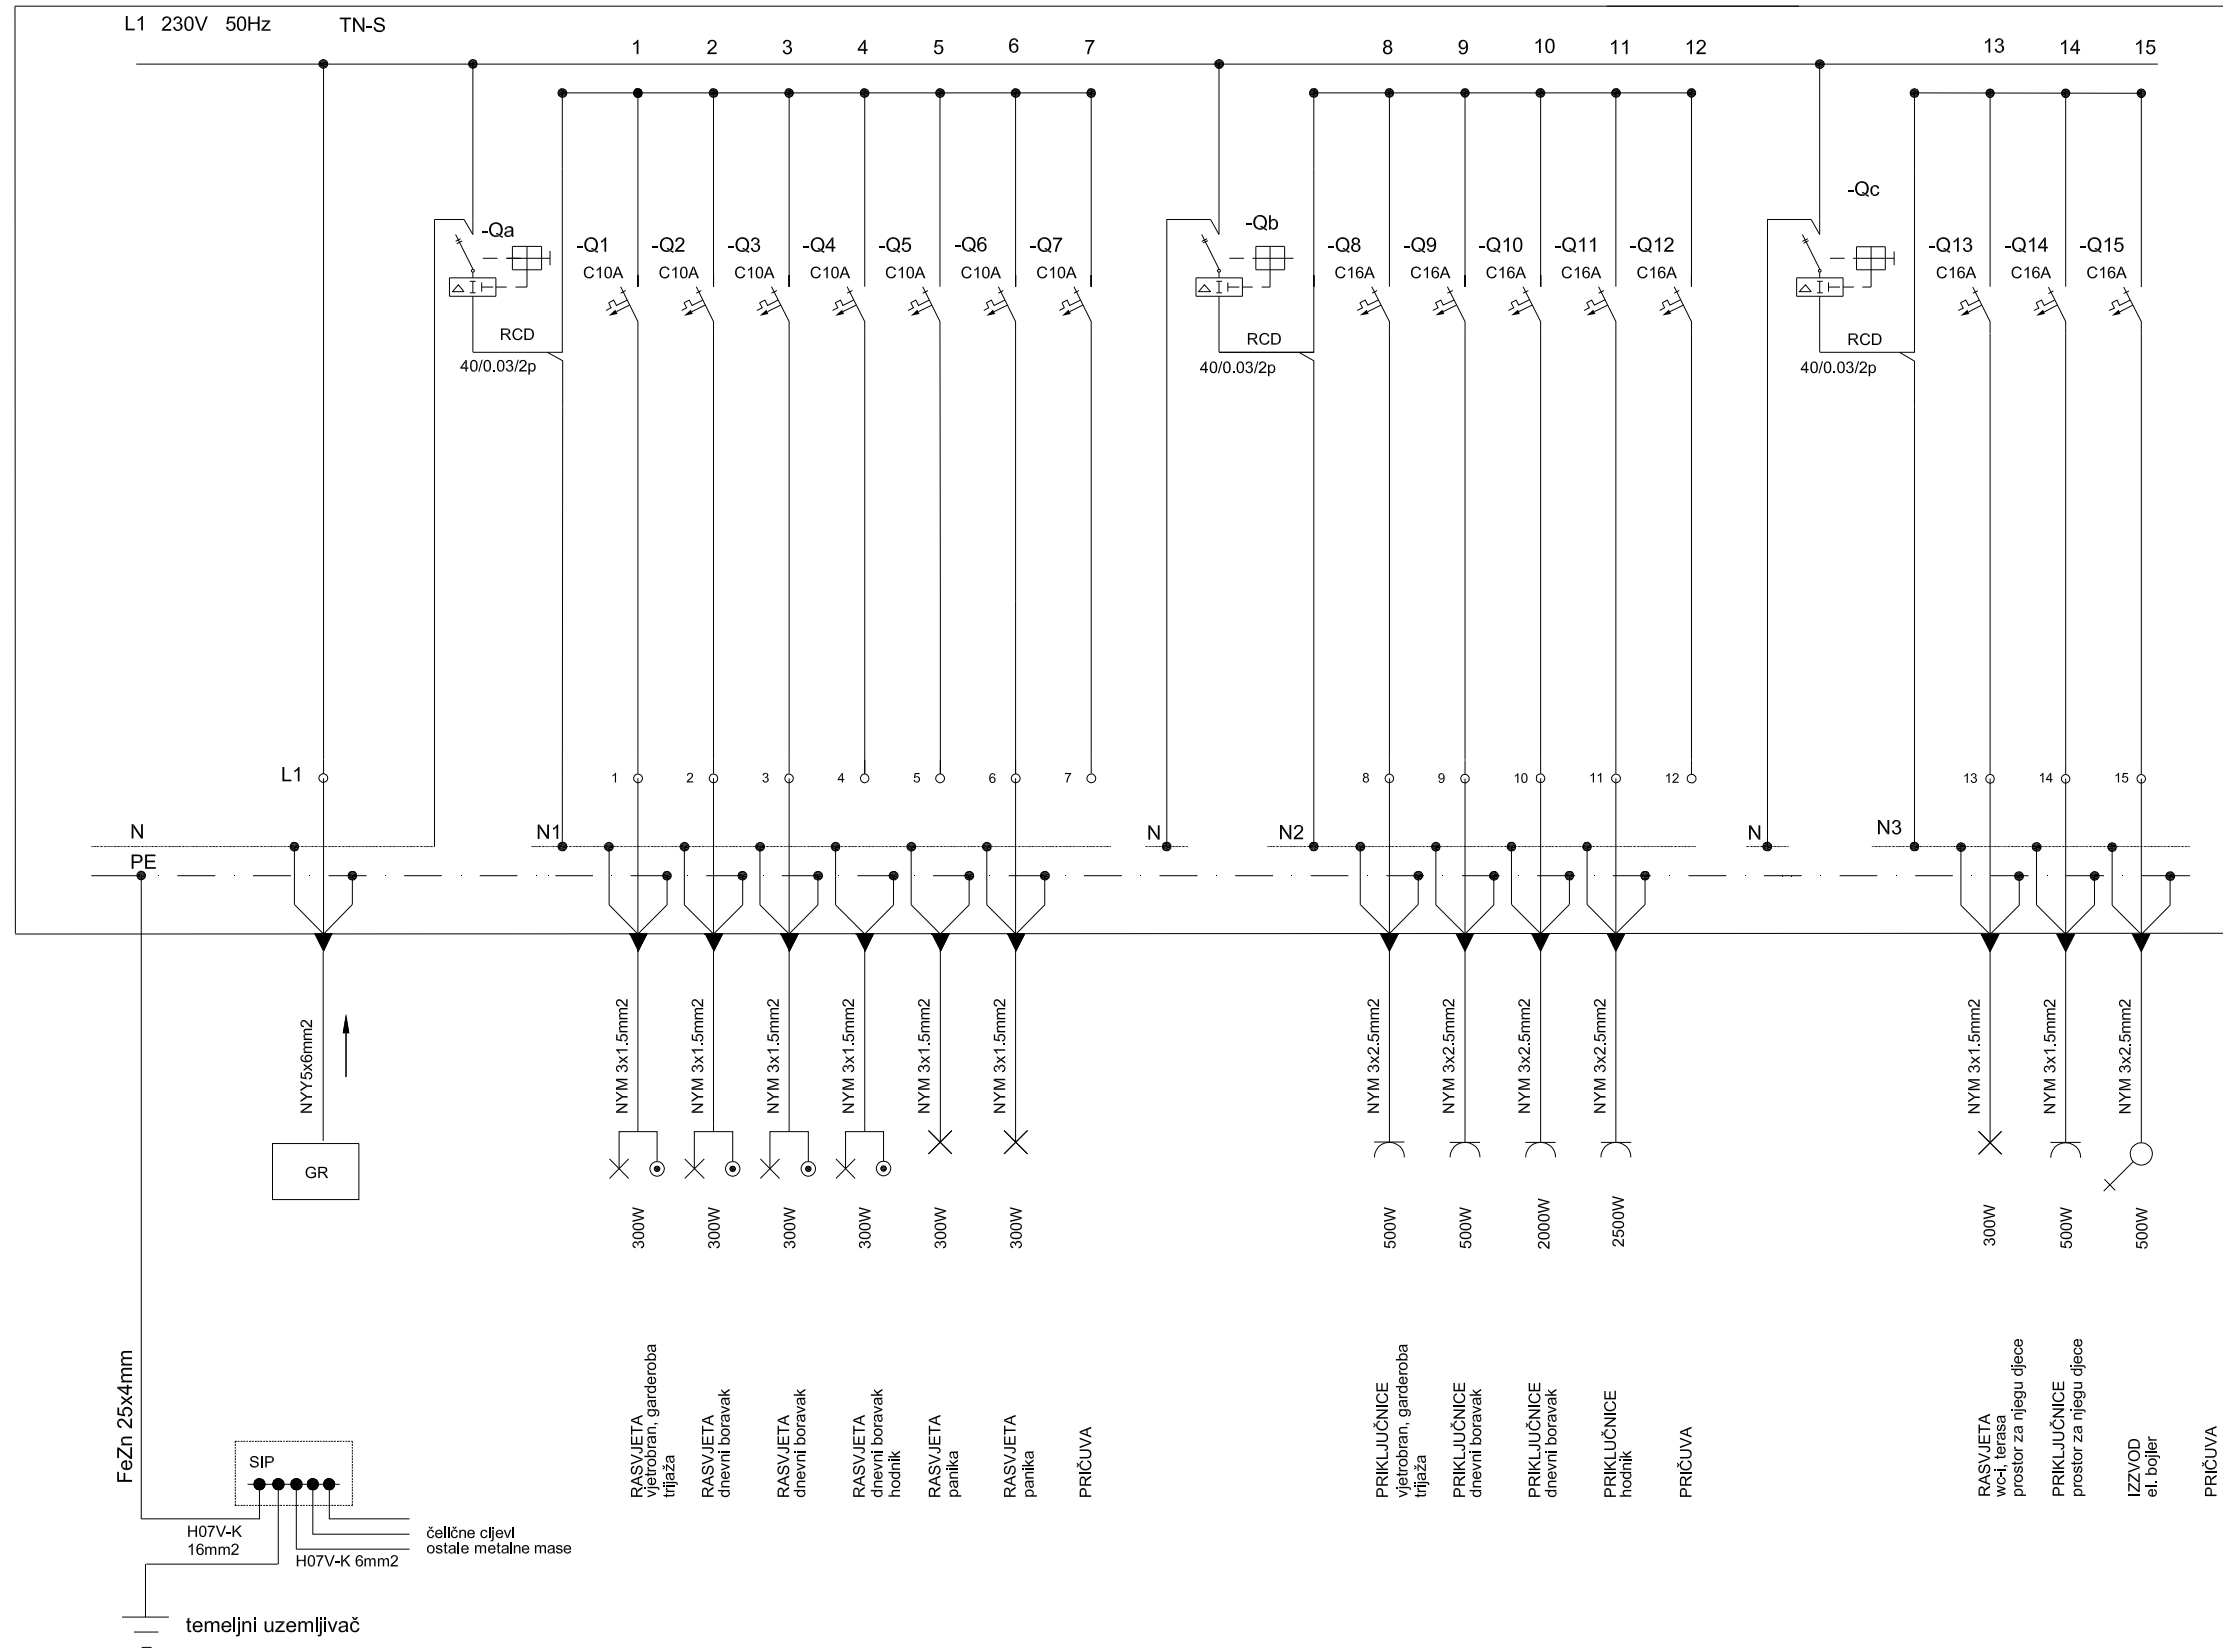 L1 230V 50Hz TN-S
1 2 3 4 5 6 7 8 9 10 11 12 13 14 15
-Qa -Qb -Qc
-Q1 -Q2 -Q3 -Q4 -Q5 -Q6 -Q7 -Q8 -Q9 -Q10 -Q11 -Q12 -Q13 -Q14 -Q15
C10A C10A C10A C10A C10A C10A C10A C16A C16A C16A C16A C16A C16A C16A C16A
RCD RCD RCD
40/0.03/2p 40/0.03/2p 40/0.03/2p
L1 1 2 3 4 5 6 7 8 9 10 11 12 13 14 15
N N1 N N2 N N3
PE
NYY5x6mm2
NYM 3x1.5mm2
NYM 3x1.5mm2
NYM 3x1.5mm2
NYM 3x1.5mm2
NYM 3x1.5mm2
NYM 3x1.5mm2
NYM 3x2.5mm2
NYM 3x2.5mm2
NYM 3x2.5mm2
NYM 3x2.5mm2
NYM 3x1.5mm2
NYM 3x1.5mm2
NYM 3x2.5mm2
GR
300W
300W
300W
300W
300W
300W
500W
500W
2000W
2500W
300W
500W
500W
FeZn 25x4mm
RASVJETA
vjetrobran, garderoba
trijaža
RASVJETA
dnevni boravak
RASVJETA
dnevni boravak
RASVJETA
dnevni boravak
hodnik
RASVJETA
panika
RASVJETA
panika
PRIČUVA
PRIKLJUČNICE
vjetrobran, garderoba
trijaža
PRIKLJUČNICE
dnevni boravak
PRIKLJUČNICE
dnevni boravak
PRIKLUČNICE
hodnik
PRIČUVA
RASVJETA
wc-i, terasa
prostor za njegu djece
PRIKLJUČNICE
prostor za njegu djece
IZZVOD
el. bojler
PRIČUVA
SIP
H07V-K
16mm2
čelične cijevi
ostale metalne mase
H07V-K 6mm2
temeljni uzemljivač